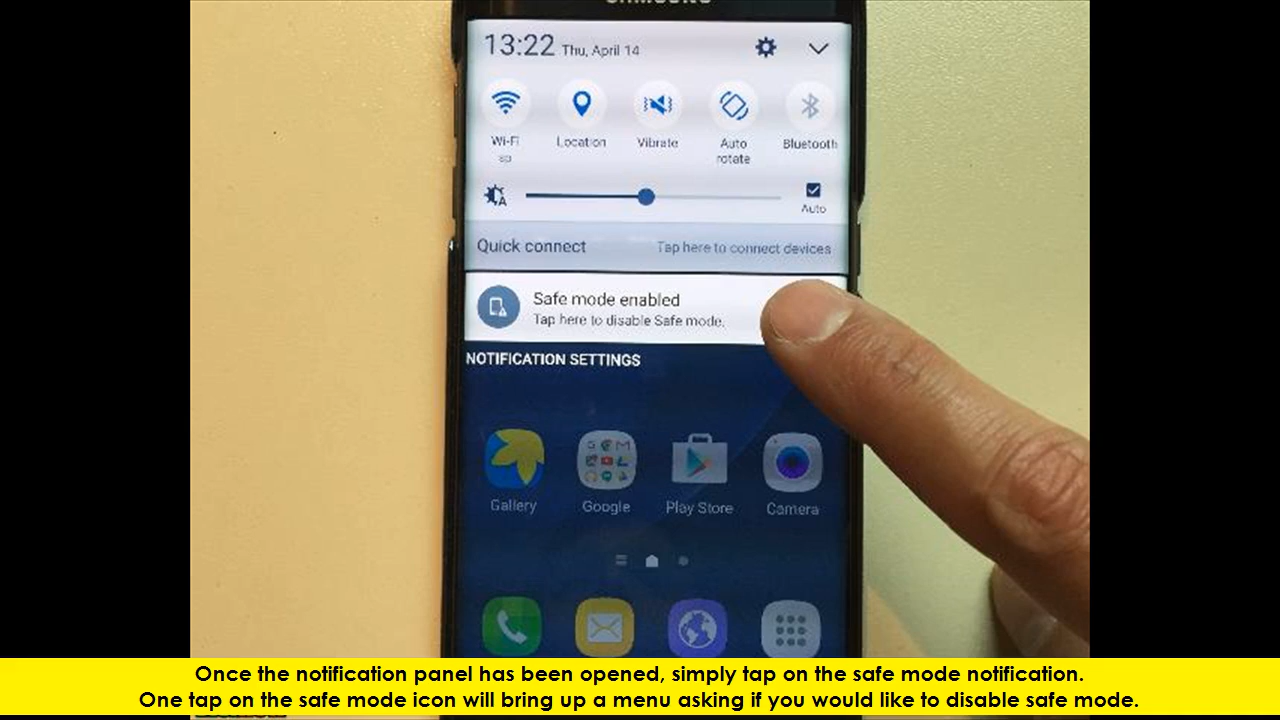 SAMSUNG
13:22 Thu, April 14
Wi-Fi
Location
Vibrate
Auto
rotate
Bluetooth
A
Auto
Quick connect
Tap here to connect devices
Safe mode enabled
Tap here to disable Safe mode.
NOTIFICATION SETTINGS
Gallery
Google
Play Store
Camera
Once the notification panel has been opened, simply tap on the safe mode notification.
One tap on the safe mode icon will bring up a menu asking if you would like to disable safe mode.